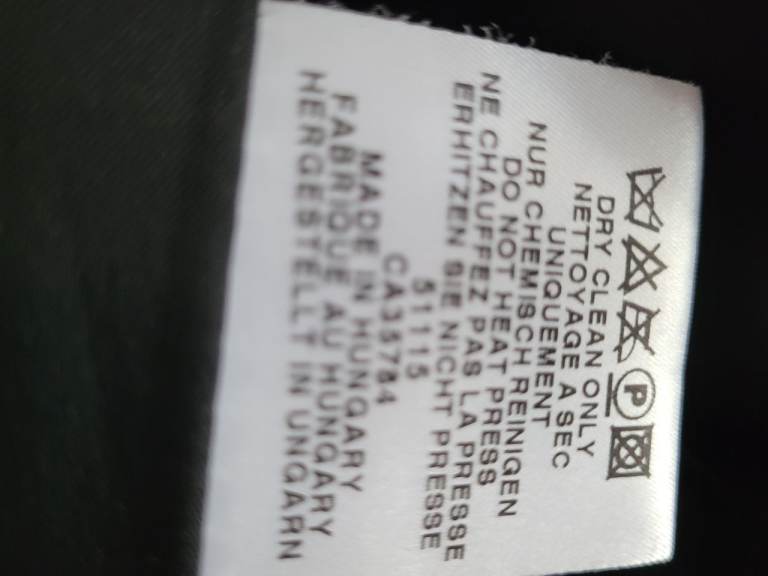 P
DRY CLEAN ONLY
NETTOYAGE A SEC
UNIQUEMENT
NUR CHEMISCH REINIGEN
DO NOT HEAT PRESS
NE CHAUFFEZ PAS LA PRESSE
ERHITZEN SIE NICHT PRESSE
51115
CA35784
MADE IN HUNGARY
FABRIQUE AU HUNGARY
HERGESTELLT IN UNGARN